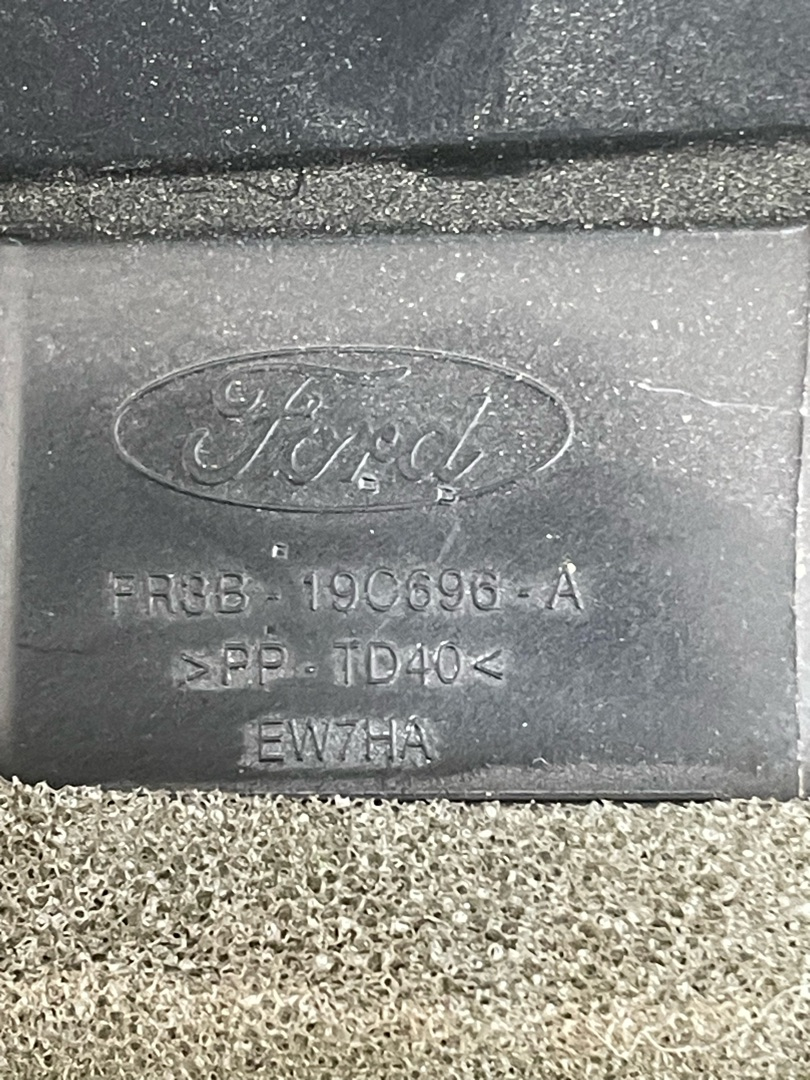 Ford
FR3B - 19C696 - A
>PP - TD40<
EW7HA